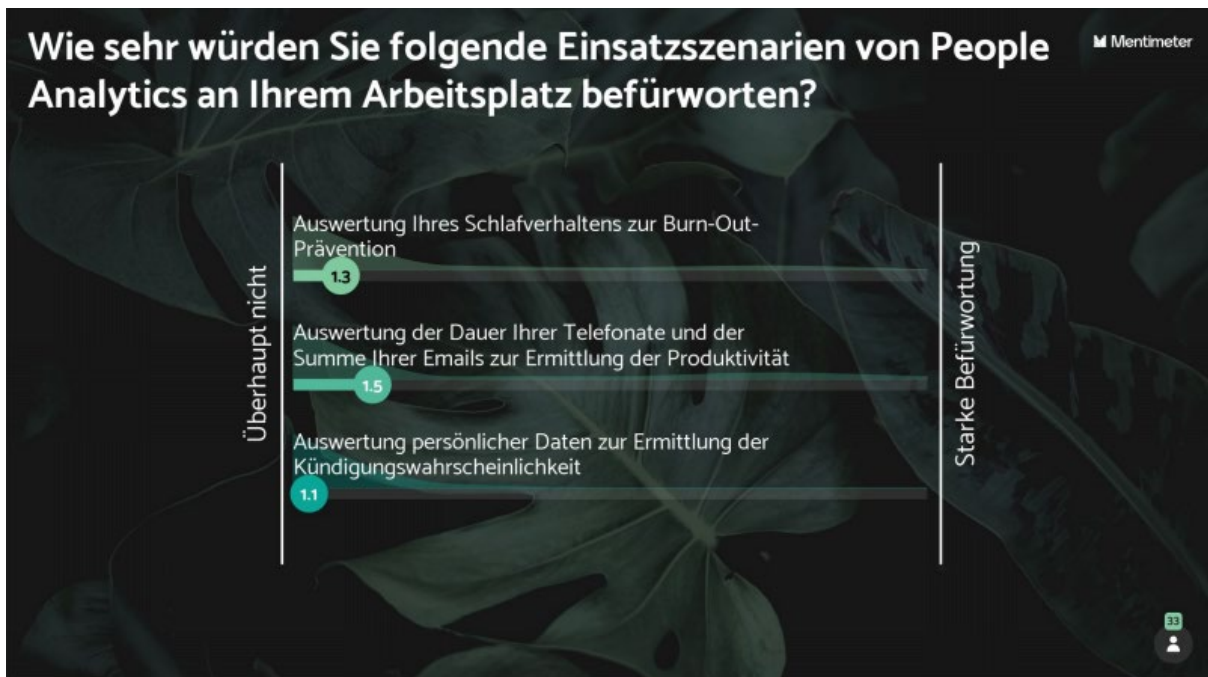 Wie sehr würden Sie folgende Einsatzszenarien von People
Analytics an Ihrem Arbeitsplatz befürworten?
Mentimeter
Überhaupt nicht
Auswertung Ihres Schlafverhaltens zur Burn-Out-
Prävention
1.3
Auswertung der Dauer Ihrer Telefonate und der
Summe Ihrer Emails zur Ermittlung der Produktivität
1.5
Auswertung persönlicher Daten zur Ermittlung der
Kündigungswahrscheinlichkeit
1.1
Starke Befürwortung
33